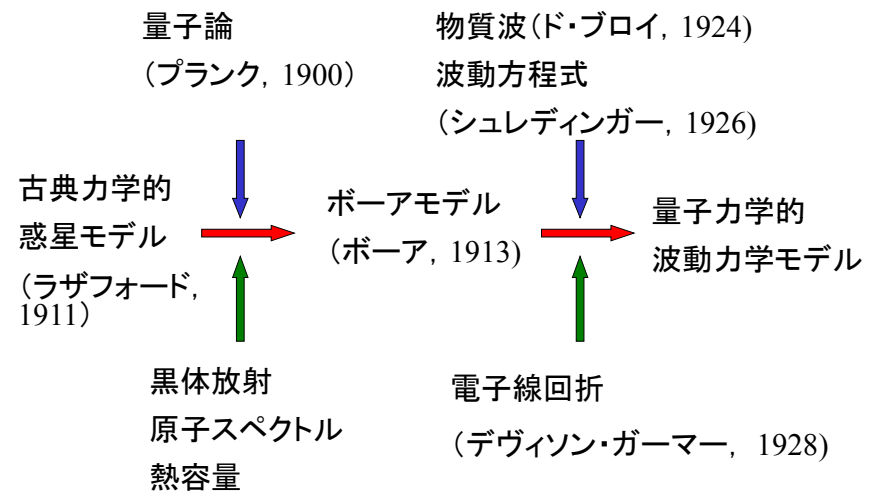 量子論
(プランク, 1900)
物質波(ド・ブロイ, 1924)
波動方程式
(シュレディンガー, 1926)
古典力学的
惑星モデル
(ラザフォード,
1911)
ボーアモデル
(ボーア, 1913)
量子力学的
波動力学モデル
黒体放射
原子スペクトル
熱容量
電子線回折
(デヴィソン・ガーマー, 1928)